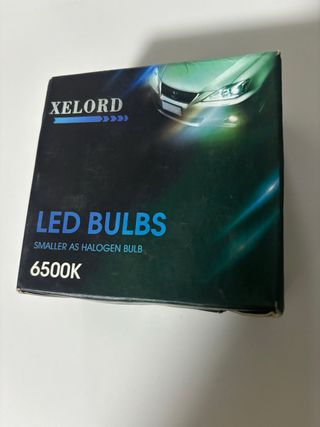 XELORD
LED BULBS
SMALLER AS HALOGEN BULB
6500K